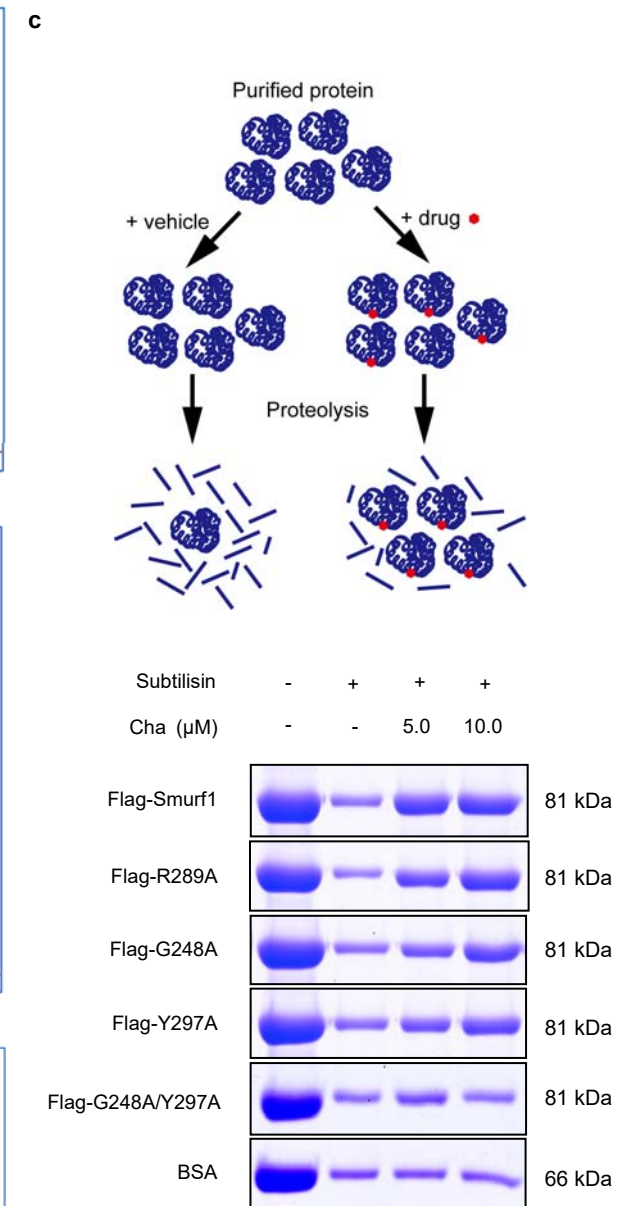 c
Purified protein
+ vehicle + drug
Proteolysis
Subtilisin - + + +
Cha (µM) - - 5.0 10.0
Flag-Smurf1 81 kDa
Flag-R289A 81 kDa
Flag-G248A 81 kDa
Flag-Y297A 81 kDa
Flag-G248A/Y297A 81 kDa
BSA 66 kDa